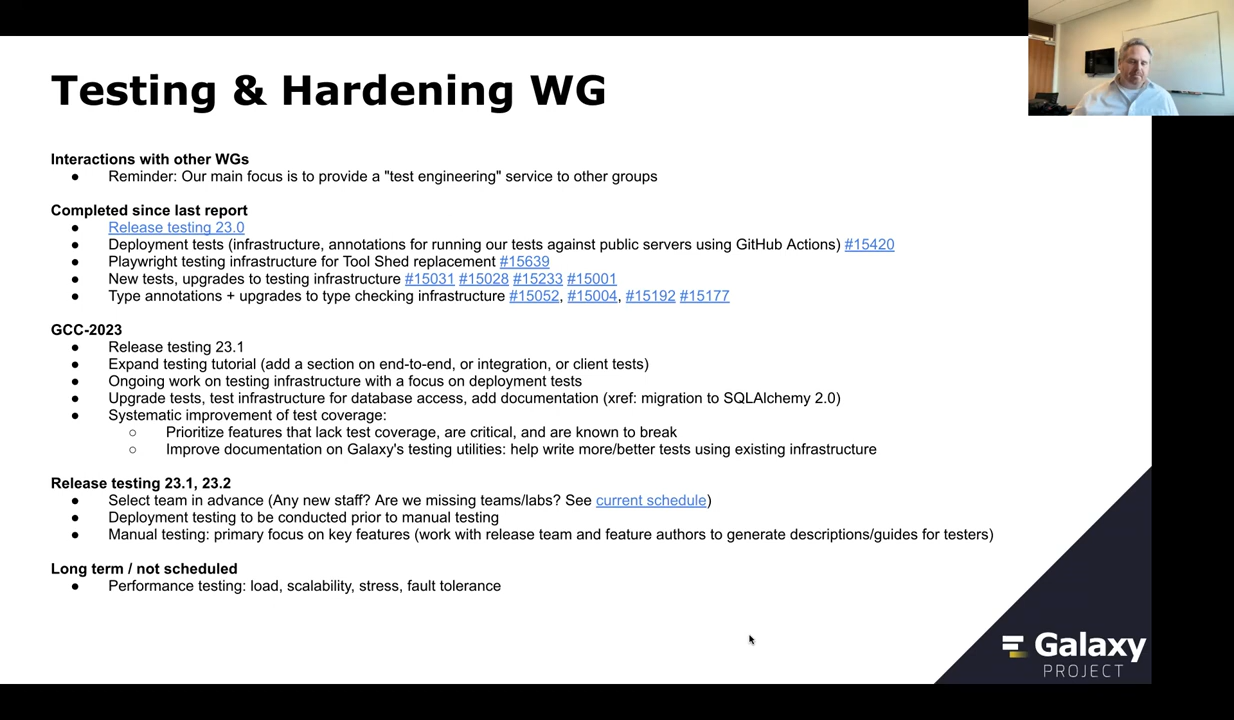 Testing & Hardening WG
Interactions with other WGs
● Reminder: Our main focus is to provide a "test engineering" service to other groups
Completed since last report
● Release testing 23.0
● Deployment tests (infrastructure, annotations for running our tests against public servers using GitHub Actions) #15420
● Playwright testing infrastructure for Tool Shed replacement #15639
● New tests, upgrades to testing infrastructure #15031 #15028 #15233 #15001
● Type annotations + upgrades to type checking infrastructure #15052, #15004, #15192 #15177
GCC-2023
● Release testing 23.1
● Expand testing tutorial (add a section on end-to-end, or integration, or client tests)
● Ongoing work on testing infrastructure with a focus on deployment tests
● Upgrade tests, test infrastructure for database access, add documentation (xref: migration to SQLAlchemy 2.0)
● Systematic improvement of test coverage:
○ Prioritize features that lack test coverage, are critical, and are known to break
○ Improve documentation on Galaxy's testing utilities: help write more/better tests using existing infrastructure
Release testing 23.1, 23.2
● Select team in advance (Any new staff? Are we missing teams/labs? See current schedule)
● Deployment testing to be conducted prior to manual testing
● Manual testing: primary focus on key features (work with release team and feature authors to generate descriptions/guides for testers)
Long term / not scheduled
● Performance testing: load, scalability, stress, fault tolerance
Galaxy
PROJECT